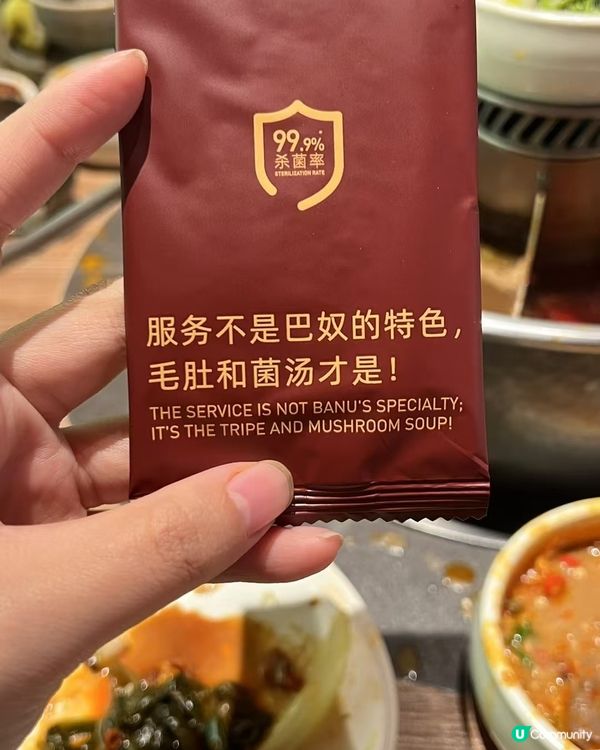 99.9%
杀菌率
STERILIZATION RATE
服务不是巴奴的特色，
毛肚和菌汤才是！
THE SERVICE IS NOT BANU'S SPECIALTY;
IT'S THE TRIPE AND MUSHROOM SOUP!
U Community